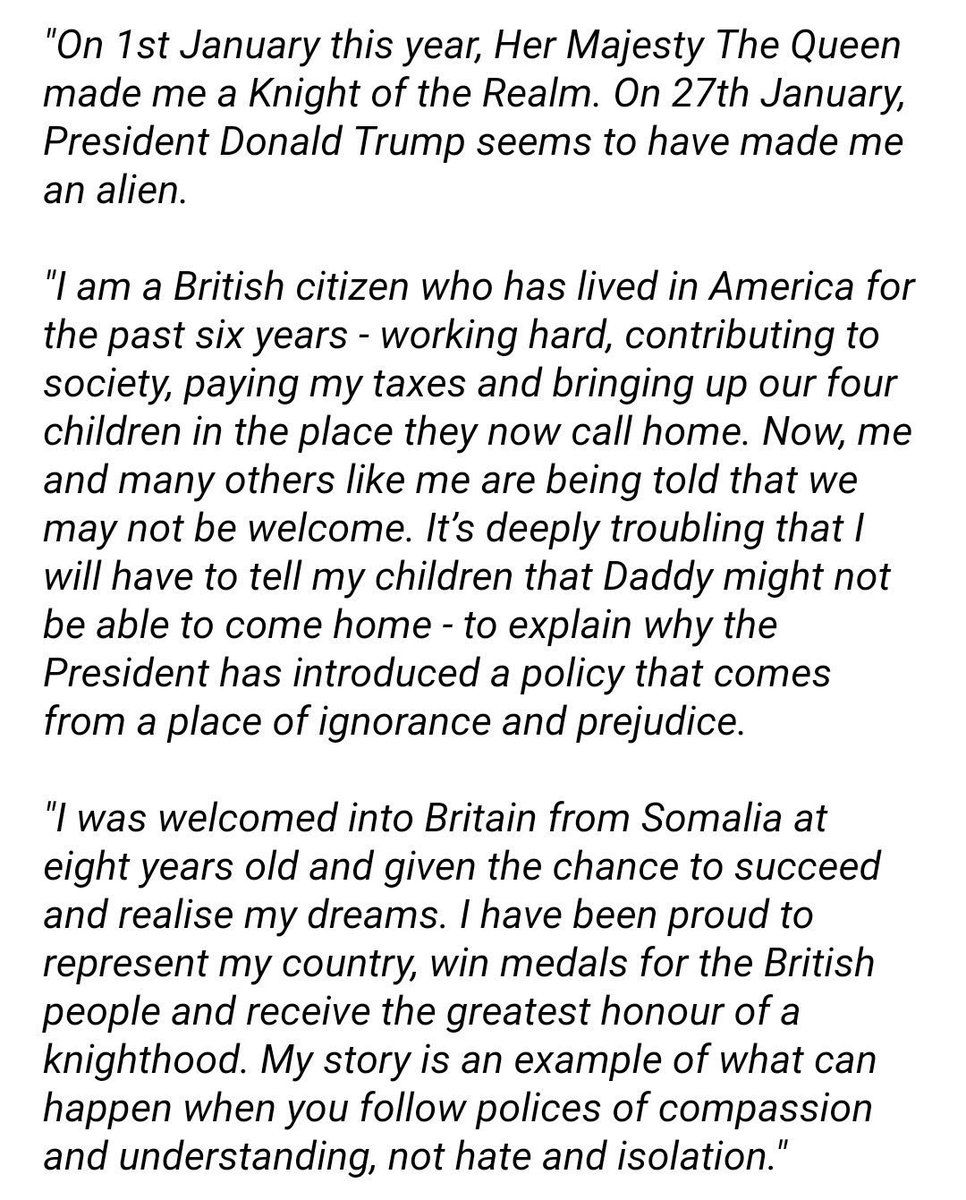 "On 1st January this year, Her Majesty The Queen
made me a Knight of the Realm. On 27th January,
President Donald Trump seems to have made me
an alien.
"I am a British citizen who has lived in America for
the past six years - working hard, contributing to
society, paying my taxes and bringing up our four
children in the place they now call home. Now, me
and many others like me are being told that we
may not be welcome. It’s deeply troubling that I
will have to tell my children that Daddy might not
be able to come home - to explain why the
President has introduced a policy that comes
from a place of ignorance and prejudice.
"I was welcomed into Britain from Somalia at
eight years old and given the chance to succeed
and realise my dreams. I have been proud to
represent my country, win medals for the British
people and receive the greatest honour of a
knighthood. My story is an example of what can
happen when you follow polices of compassion
and understanding, not hate and isolation."